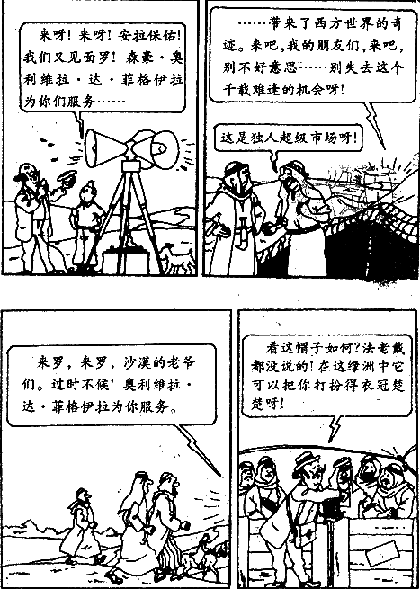 来呀！来呀！安拉保佑！
我们又见面罗！森豪·奥
利维拉·达·菲格伊拉
为你们服务……
……带来了西方世界的奇
迹。来吧，我的朋友们，来吧，
别不好意思……别失去这个
千载难逢的机会呀！
这是独人超级市场呀！
来罗，来罗，沙漠的老爷
们。过时不候！奥利维拉·
达·菲格伊拉为你服务。
看这帽子如何？法老戴
都没说的！在这绿洲中它
可以把你打扮得衣冠楚
楚呀！